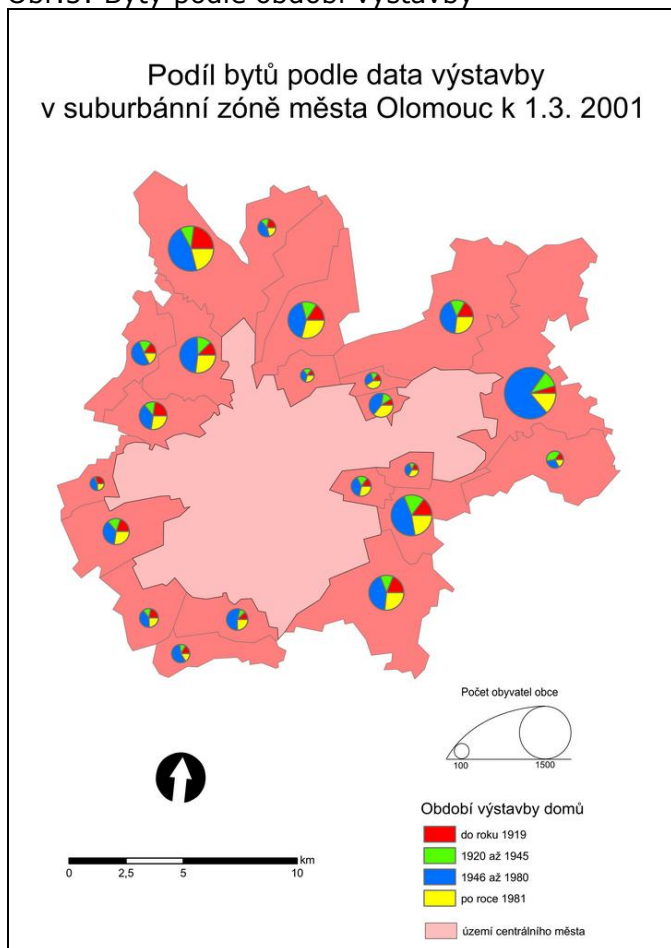 Obr.5: Byty podle období výstavby
Podíl bytů podle data výstavby
v suburbánní zóně města Olomouc k 1.3. 2001
Počet obyvatel obce
100
1500
km
0
2,5
5
10
Období výstavby domů
do roku 1919
1920 až 1945
1946 až 1980
po roce 1981
území centrálního města